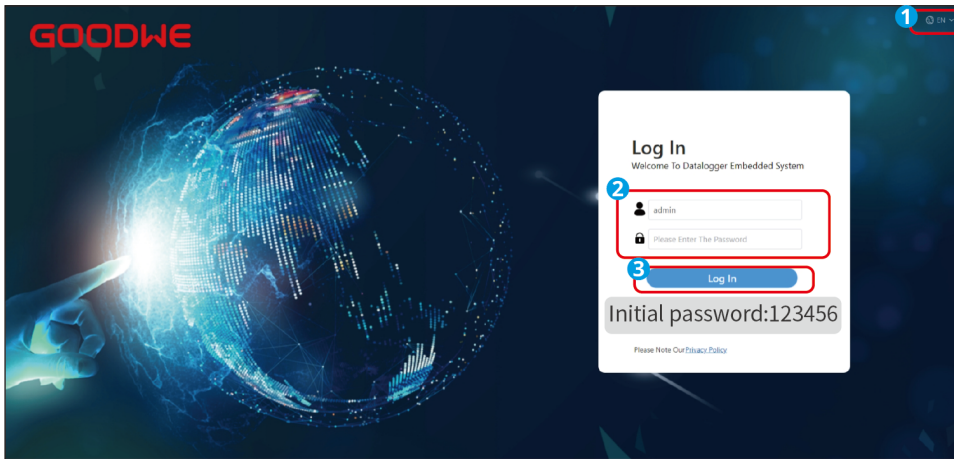 GOODWE
1
EN
Log In
Welcome To Datalogger Embedded System
2
admin
Please Enter The Password
3
Log In
Initial password:123456
Please Note Our Privacy Policy